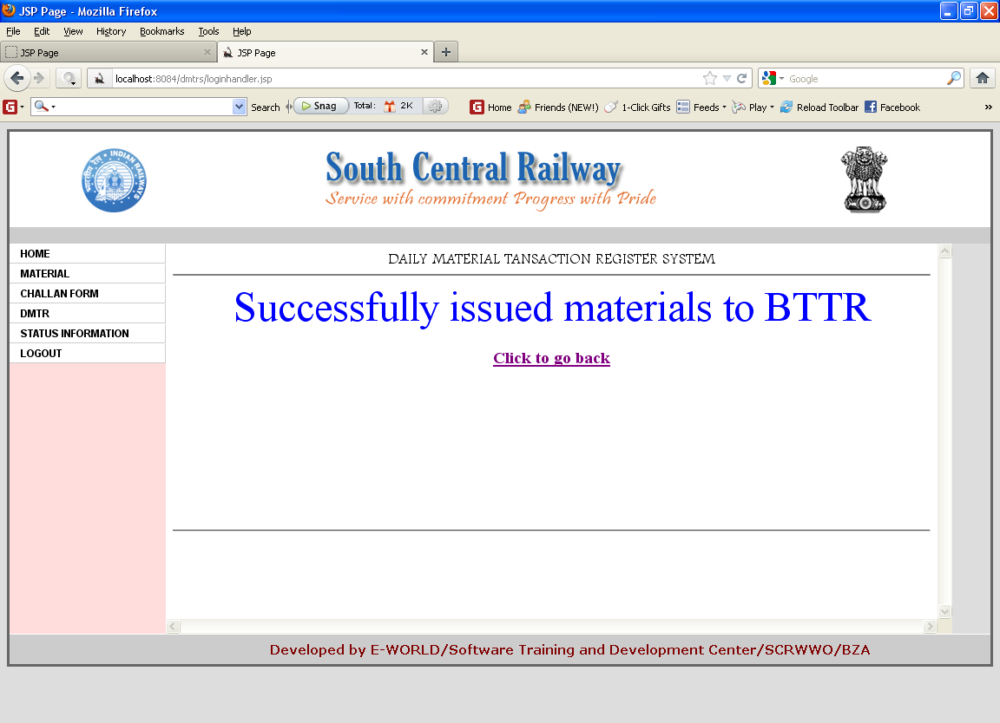 JSP Page - Mozilla Firefox
File Edit View History Bookmarks Tools Help
JSP Page
JSP Page
localhost:8084/dmtrs/loginhandler.jsp
Google
Search Snag Total: 2K Home Friends (NEW!) 1-Click Gifts Feeds Play Reload Toolbar Facebook »
INDIAN RAILWAYS
भारतीय रेल
South Central Railway
Service with commitment Progress with Pride
HOME
MATERIAL
CHALLAN FORM
DMTR
STATUS INFORMATION
LOGOUT
DAILY MATERIAL TANSACTION REGISTER SYSTEM
Successfully issued materials to BTTR
Click to go back
Developed by E-WORLD/Software Training and Development Center/SCRWWO/BZA